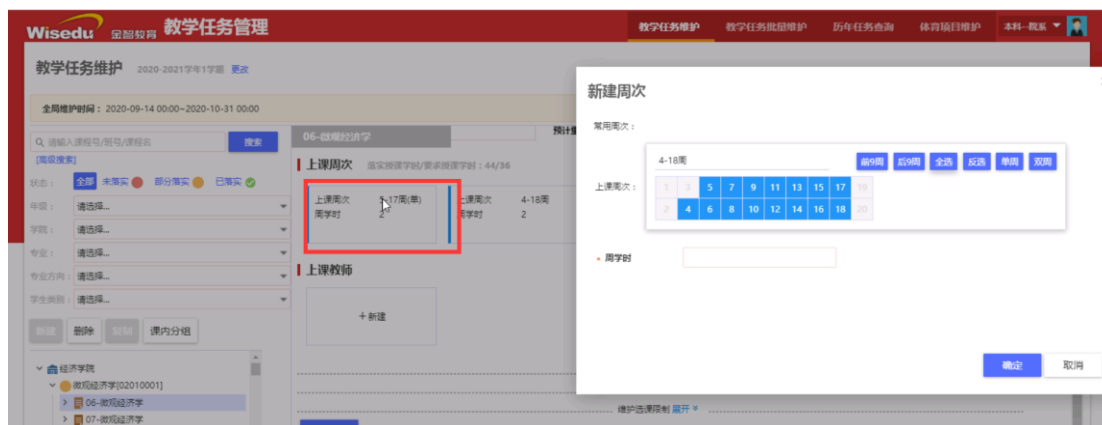 Wisedu 金智教育 教学任务管理
教学任务维护 教学任务批量维护 历年任务查询 体育项目维护 本科--院系
教学任务维护 2020-2021学年1学期 更改
全局维护时间：2020-09-14 00:00~2020-10-31 00:00
请输入课程号/班号/课程名 搜索
[高级搜索]
状态： 全部 未落实 部分落实 已落实
年级： 请选择...
学院： 请选择...
专业： 请选择...
专业方向： 请选择...
学生类别： 请选择...
新建 删除 复制 课内分组
经济学院
微观经济学[02010001]
06-微观经济学
07-微观经济学
06-微观经济学
上课周次 落实授课学时/要求授课学时：44/36
上课周次 5-17周(单) 上课周次 4-18周
周学时 2 周学时 2
上课教师
+新建
维护选课限制 展开
新建周次
常用周次：
4-18周 前9周 后9周 全选 反选 单周 双周
上课周次： 1 3 5 7 9 11 13 15 17 19
2 4 6 8 10 12 14 16 18 20
* 周学时
确定 取消